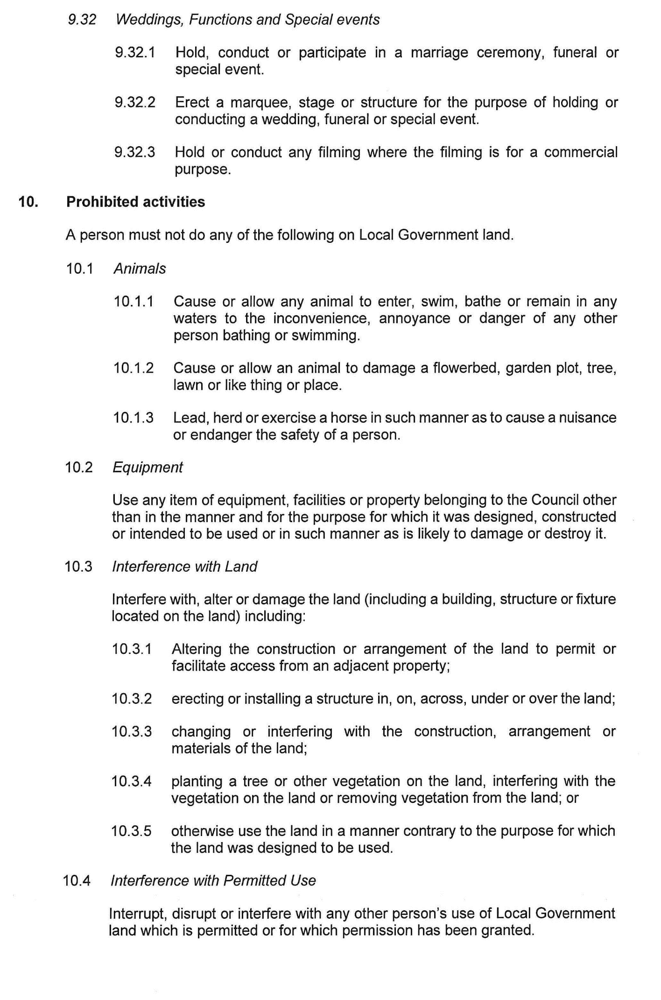 9.32 Weddings, Functions and Special events
9.32.1 Hold, conduct or participate in a marriage ceremony, funeral or
special event.
9.32.2 Erect a marquee, stage or structure for the purpose of holding or
conducting a wedding, funeral or special event.
9.32.3 Hold or conduct any filming where the filming is for a commercial
purpose.
10. Prohibited activities
A person must not do any of the following on Local Government land.
10.1 Animals
10.1.1 Cause or allow any animal to enter, swim, bathe or remain in any
waters to the inconvenience, annoyance or danger of any other
person bathing or swimming.
10.1.2 Cause or allow an animal to damage a flowerbed, garden plot, tree,
lawn or like thing or place.
10.1.3 Lead, herd or exercise a horse in such manner as to cause a nuisance
or endanger the safety of a person.
10.2 Equipment
Use any item of equipment, facilities or property belonging to the Council other
than in the manner and for the purpose for which it was designed, constructed
or intended to be used or in such manner as is likely to damage or destroy it.
10.3 Interference with Land
Interfere with, alter or damage the land (including a building, structure or fixture
located on the land) including:
10.3.1 Altering the construction or arrangement of the land to permit or
facilitate access from an adjacent property;
10.3.2 erecting or installing a structure in, on, across, under or over the land;
10.3.3 changing or interfering with the construction, arrangement or
materials of the land;
10.3.4 planting a tree or other vegetation on the land, interfering with the
vegetation on the land or removing vegetation from the land; or
10.3.5 otherwise use the land in a manner contrary to the purpose for which
the land was designed to be used.
10.4 Interference with Permitted Use
Interrupt, disrupt or interfere with any other person's use of Local Government
land which is permitted or for which permission has been granted.